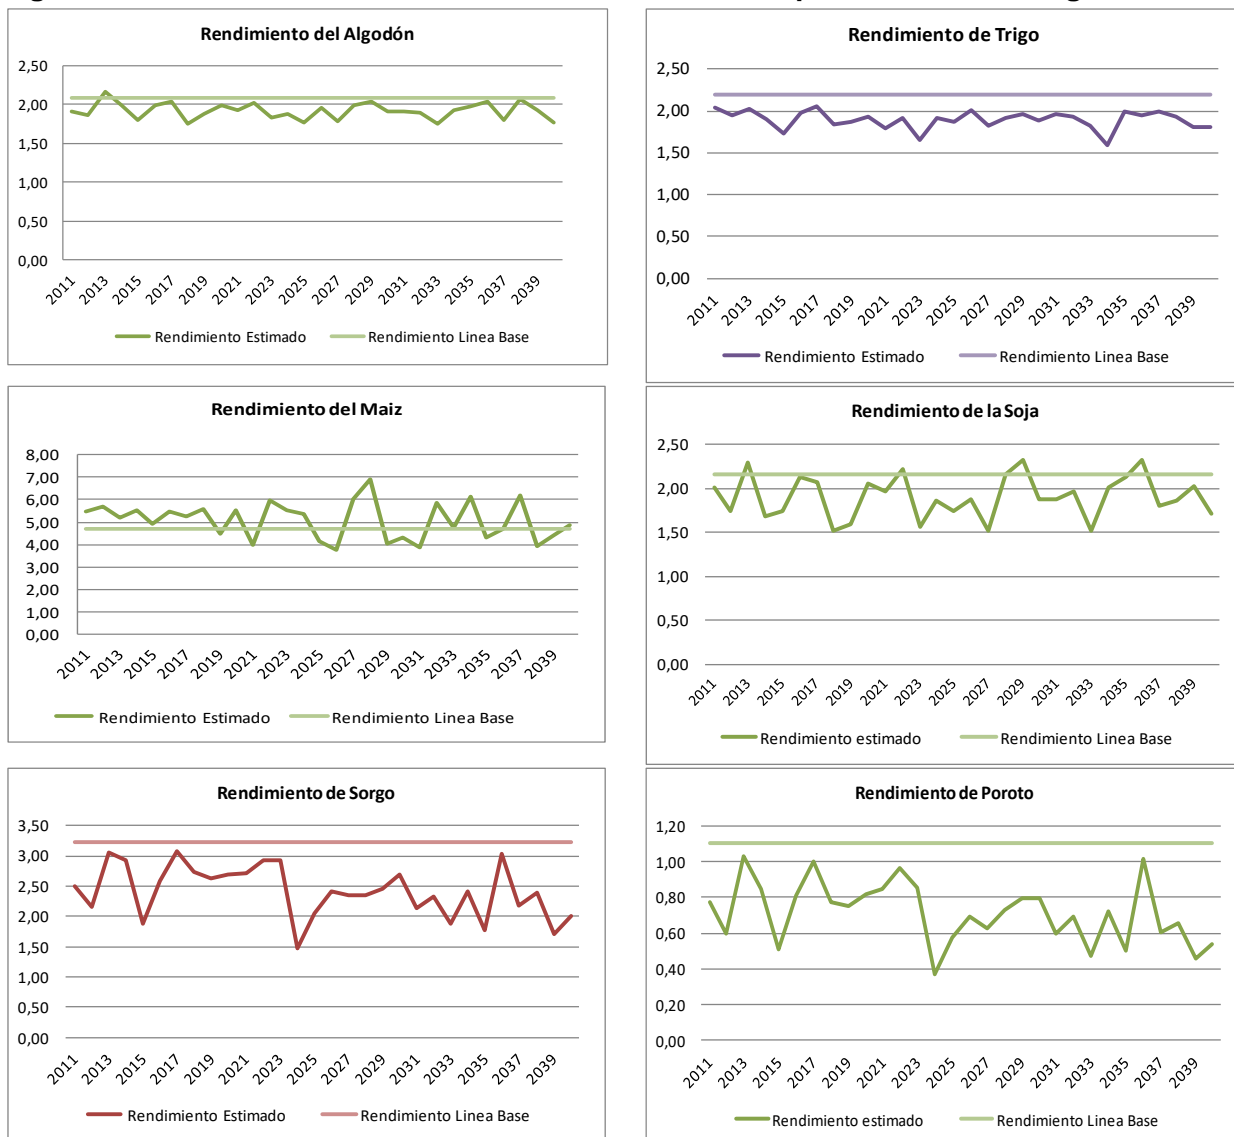 Rendimiento del Algodón
2,50
2,00
1,50
1,00
0,50
0,00
2011 2013 2015 2017 2019 2021 2023 2025 2027 2029 2031 2033 2035 2037 2039
Rendimiento Estimado Rendimiento Linea Base
Rendimiento de Trigo
2,50
2,00
1,50
1,00
0,50
0,00
2011 2013 2015 2017 2019 2021 2023 2025 2027 2029 2031 2033 2035 2037 2039
Rendimiento Estimado Rendimiento Linea Base
Rendimiento del Maiz
8,00
7,00
6,00
5,00
4,00
3,00
2,00
1,00
0,00
2011 2013 2015 2017 2019 2021 2023 2025 2027 2029 2031 2033 2035 2037 2039
Rendimiento Estimado Rendimiento Linea Base
Rendimiento de la Soja
2,50
2,00
1,50
1,00
0,50
0,00
2011 2013 2015 2017 2019 2021 2023 2025 2027 2029 2031 2033 2035 2037 2039
Rendimiento estimado Rendimiento Linea Base
Rendimiento de Sorgo
3,50
3,00
2,50
2,00
1,50
1,00
0,50
0,00
2011 2013 2015 2017 2019 2021 2023 2025 2027 2029 2031 2033 2035 2037 2039
Rendimiento Estimado Rendimiento Linea Base
Rendimiento de Poroto
1,20
1,00
0,80
0,60
0,40
0,20
0,00
2011 2013 2015 2017 2019 2021 2023 2025 2027 2029 2031 2033 2035 2037 2039
Rendimiento estimado Rendimiento Linea Base